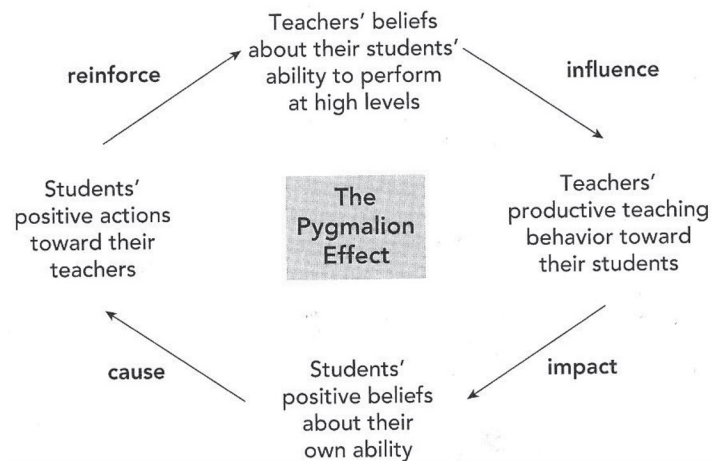 Teachers' beliefs
about their students'
ability to perform
at high levels
reinforce
influence
Students'
positive actions
toward their
teachers
The
Pygmalion
Effect
Teachers'
productive teaching
behavior toward
their students
cause
impact
Students'
positive beliefs
about their
own ability